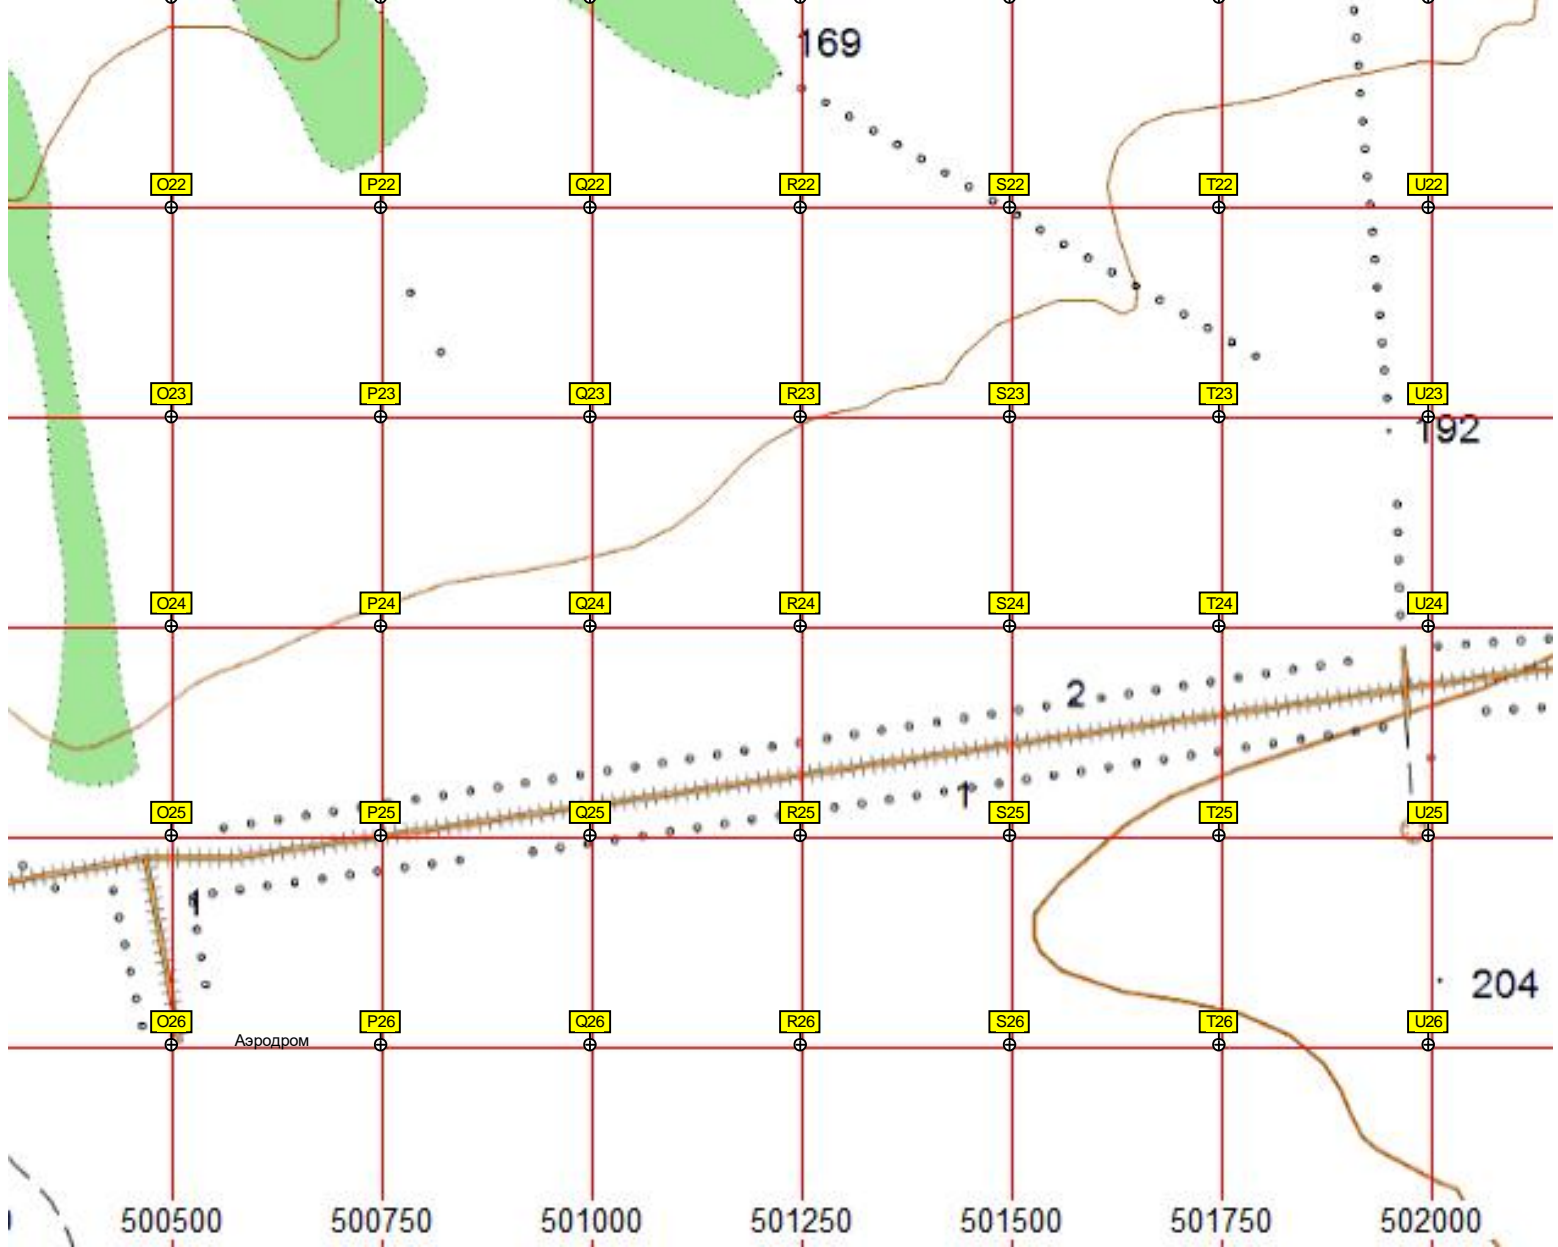 169
O22 P22 Q22 R22 S22 T22 U22
O23 P23 Q23 R23 S23 T23 U23
192
O24 P24 Q24 R24 S24 T24 U24
2
1
O25 P25 Q25 R25 S25 T25 U25
1
204
O26 P26 Q26 R26 S26 T26 U26
Аэродром
500500 500750 501000 501250 501500 501750 502000